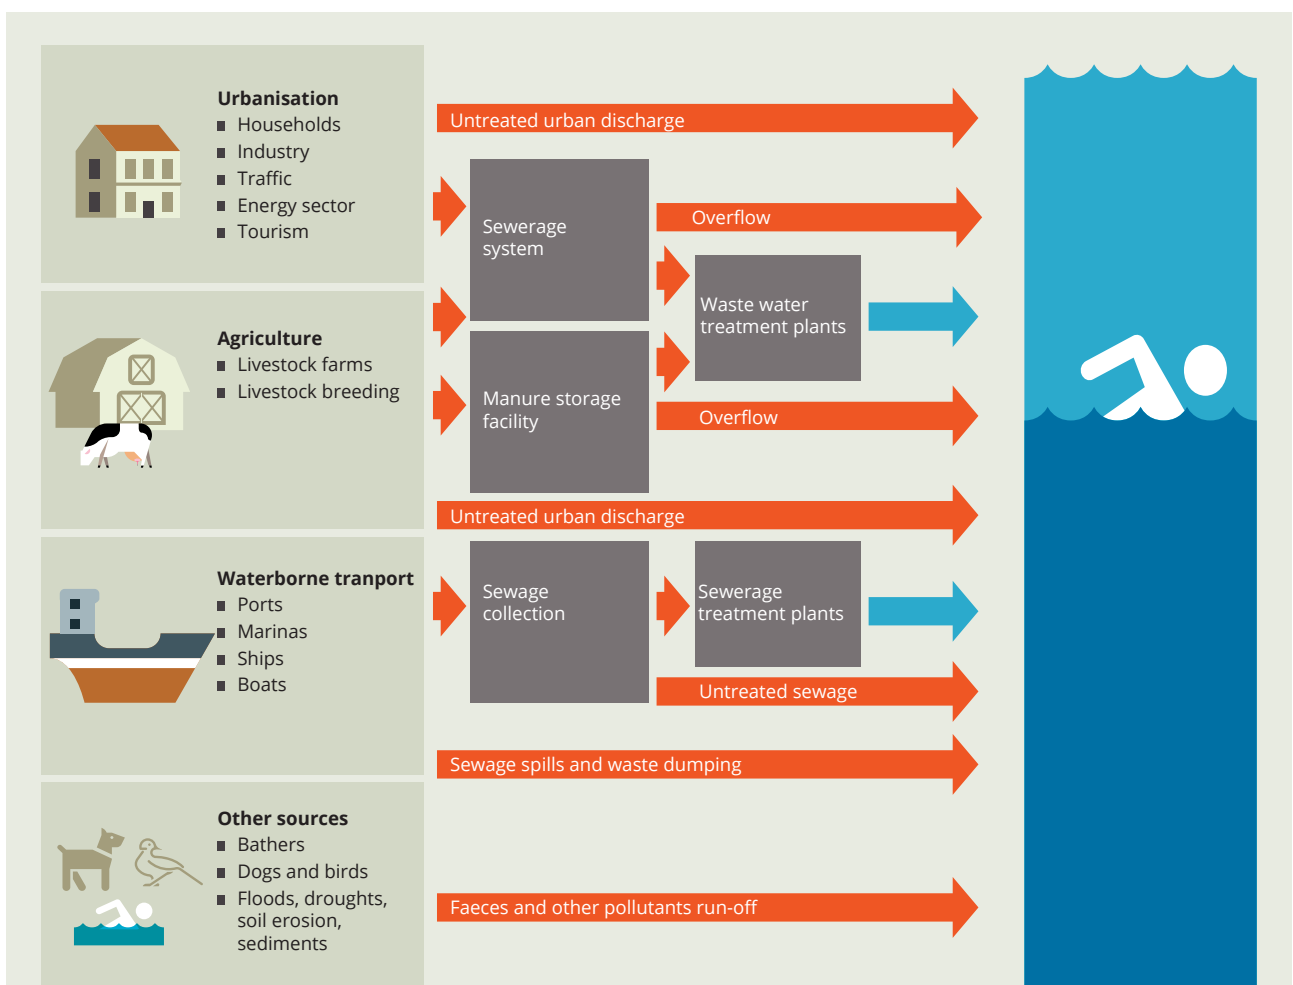 Urbanisation
Households
Industry
Traffic
Energy sector
Tourism
Untreated urban discharge
Sewerage
system
Overflow
Waste water
treatment plants
Agriculture
Livestock farms
Livestock breeding
Manure storage
facility
Overflow
Untreated urban discharge
Waterborne tranport
Ports
Marinas
Ships
Boats
Sewage
collection
Sewerage
treatment plants
Untreated sewage
Sewage spills and waste dumping
Other sources
Bathers
Dogs and birds
Floods, droughts,
soil erosion,
sediments
Faeces and other pollutants run-off